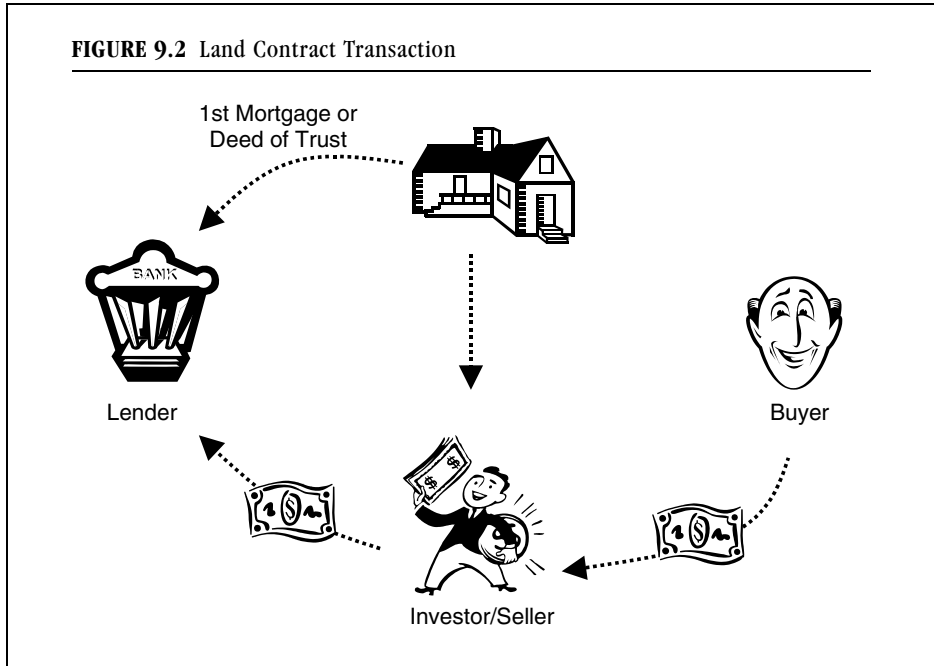 FIGURE 9.2 Land Contract Transaction
1st Mortgage or
Deed of Trust
BANK
Lender
Buyer
$
$
$
$
Investor/Seller